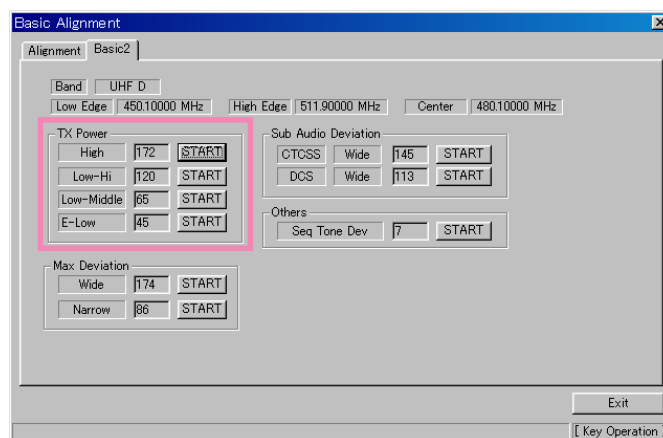 Basic Alignment
Alignment Basic2
Band UHF D
Low Edge 450.10000 MHz High Edge 511.90000 MHz Center 480.10000 MHz
TX Power
High 172 START
Low-Hi 120 START
Low-Middle 65 START
E-Low 45 START
Sub Audio Deviation
CTCSS Wide 145 START
DCS Wide 113 START
Others
Seq Tone Dev 7 START
Max Deviation
Wide 174 START
Narrow 86 START
Exit
[ Key Operation